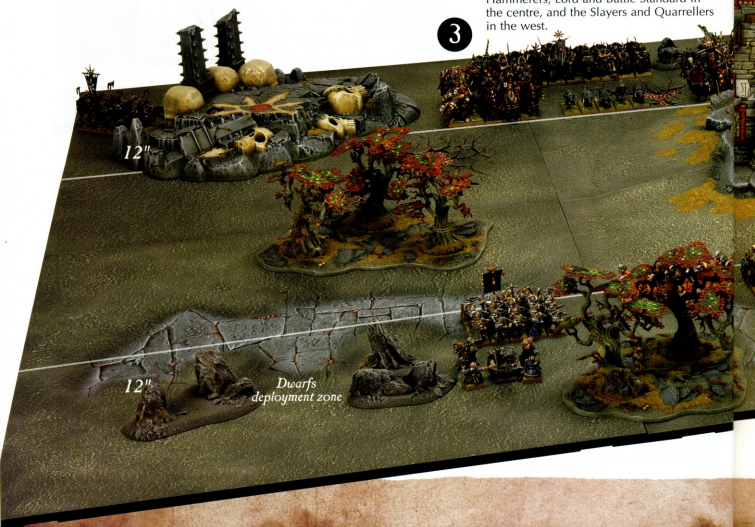 Hammerers, Lord and Battle Standard in
the centre, and the Slayers and Quarrellers
in the west.
3
12"
12"
Dwarfs
deployment zone